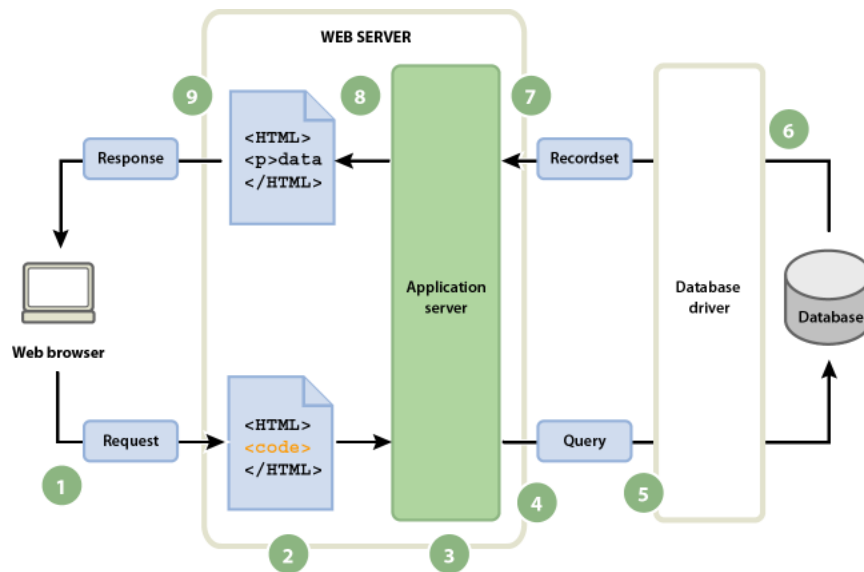 WEB SERVER
9
8
7
6
<HTML>
<p>data
</HTML>
Response
Recordset
Application
server
Database
driver
Database
Web browser
<HTML>
<code>
</HTML>
Request
Query
1
2
3
4
5